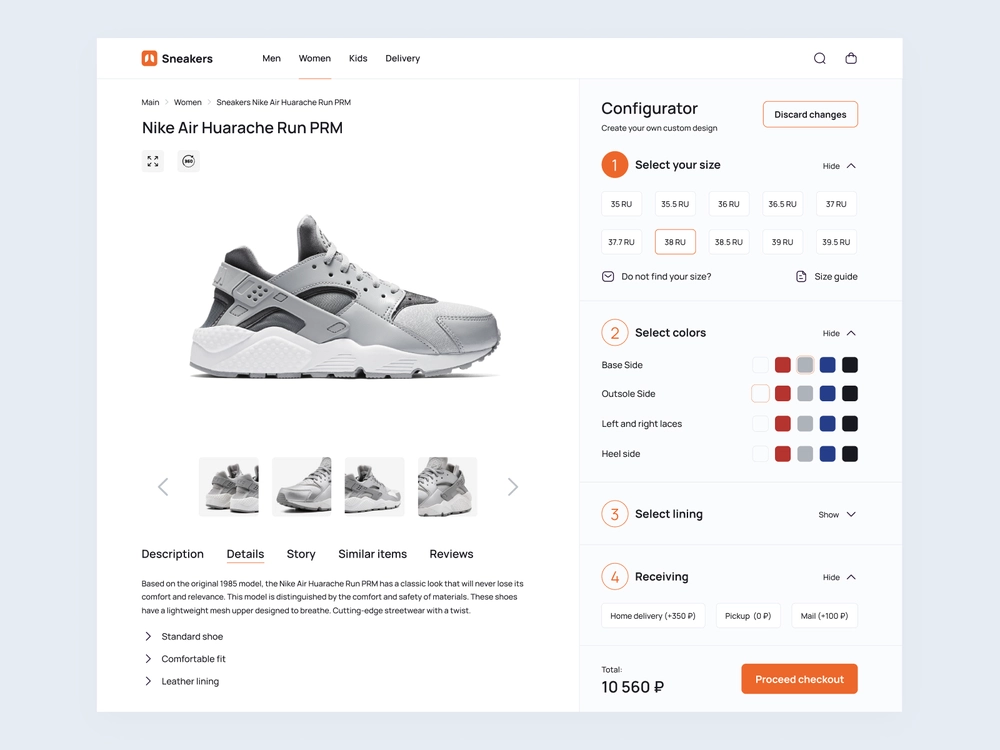 Sneakers
Men
Women
Kids
Delivery
Main
Women
Sneakers Nike Air Huarache Run PRM
Nike Air Huarache Run PRM
360
Description
Details
Story
Similar items
Reviews
Based on the original 1985 model, the Nike Air Huarache Run PRM has a classic look that will never lose its
comfort and relevance. This model is distinguished by the comfort and safety of materials. These shoes
have a lightweight mesh upper designed to breathe. Cutting-edge streetwear with a twist.
Standard shoe
Comfortable fit
Leather lining
Configurator
Create your own custom design
Discard changes
1
Select your size
Hide
35 RU
35.5 RU
36 RU
36.5 RU
37 RU
37.7 RU
38 RU
38.5 RU
39 RU
39.5 RU
Do not find your size?
Size guide
2
Select colors
Hide
Base Side
Outsole Side
Left and right laces
Heel side
3
Select lining
Show
4
Receiving
Hide
Home delivery (+350 ₽)
Pickup (0 ₽)
Mail (+100 ₽)
Total:
10 560 ₽
Proceed checkout